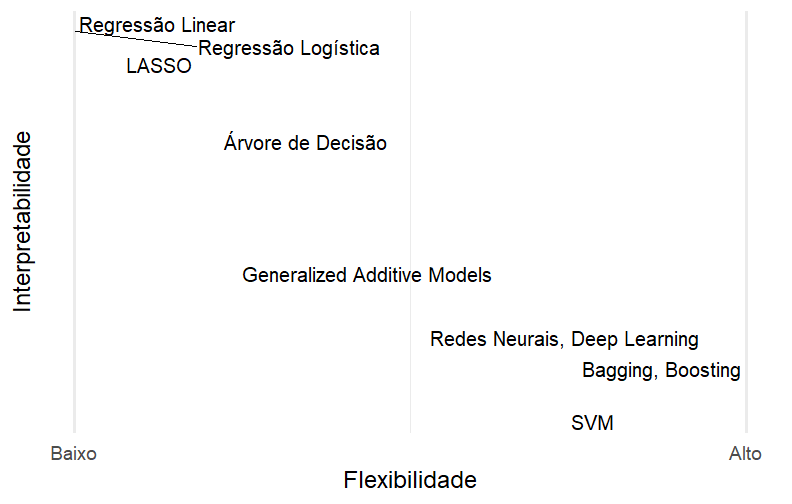 Regressão Linear
Regressão Logística
LASSO
Árvore de Decisão
Interpretabilidade
Generalized Additive Models
Redes Neurais, Deep Learning
Bagging, Boosting
SVM
Baixo
Alto
Flexibilidade